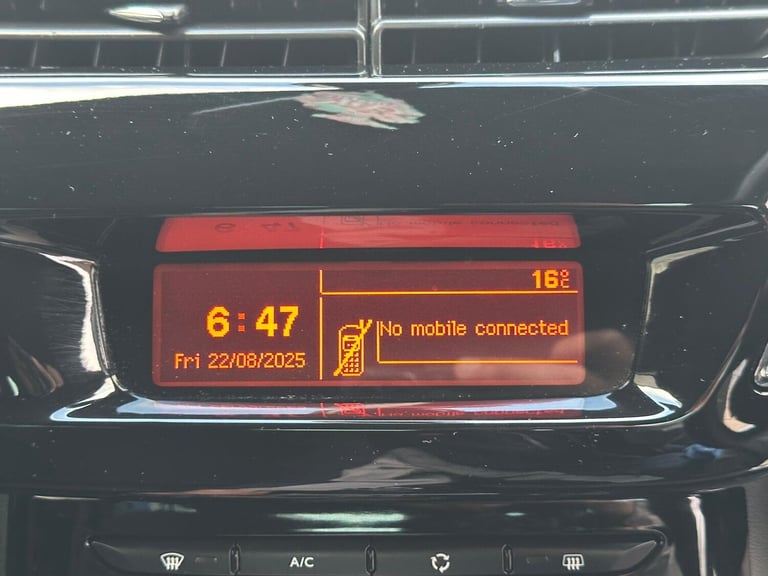 16°C
6:47
No mobile connected
Fri 22/08/2025
A/C